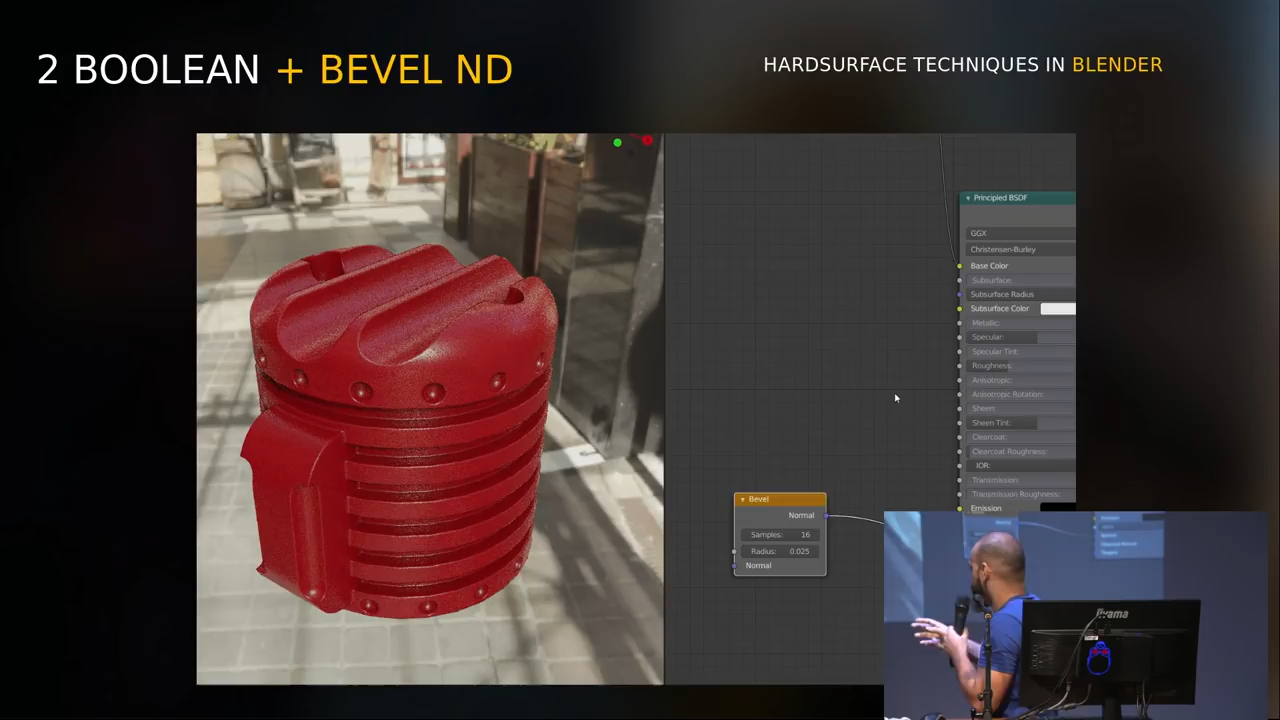 2 BOOLEAN + BEVEL ND
HARDSURFACE TECHNIQUES IN BLENDER
Principled BSDF
GGX
Christensen-Burley
Base Color
Subsurface:
Subsurface Radius
Subsurface Color
Metallic:
Specular:
Specular Tint:
Roughness:
Anisotropic:
Anisotropic Rotation:
Sheen:
Sheen Tint:
Clearcoat:
Clearcoat Roughness:
IOR:
Transmission:
Transmission Roughness:
Emission
Bevel
Normal
Samples: 16
Radius: 0.025
Normal
iiyama